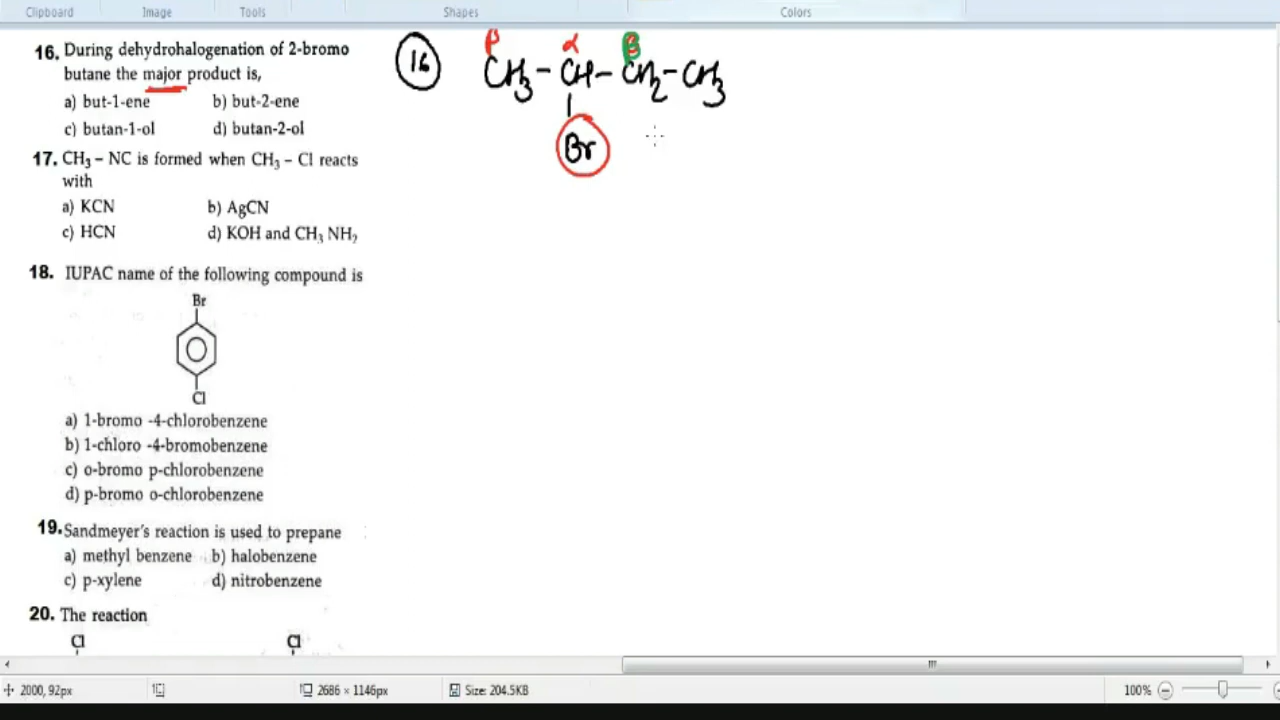 Clipboard Image Tools Shapes Colors
16. During dehydrohalogenation of 2-bromo
butane the major product is,
a) but-1-ene b) but-2-ene
c) butan-1-ol d) butan-2-ol
17. CH₃ – NC is formed when CH₃ – Cl reacts
with
a) KCN b) AgCN
c) HCN d) KOH and CH₃ NH₂
18. IUPAC name of the following compound is
Br
Cl
a) 1-bromo -4-chlorobenzene
b) 1-chloro -4-bromobenzene
c) o-bromo p-chlorobenzene
d) p-bromo o-chlorobenzene
19. Sandmeyer's reaction is used to prepane
a) methyl benzene b) halobenzene
c) p-xylene d) nitrobenzene
20. The reaction
Cl Cl
β α β
16 CH₃ – CH – CH₂ – CH₃
Br
2000, 92px 2686 × 1146px Size: 204.5KB 100%